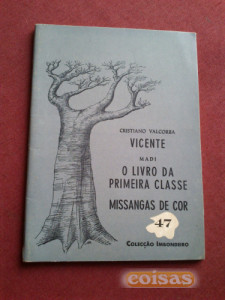 CRISTIANO VALCORBA
VICENTE
MADI
O LIVRO DA
PRIMEIRA CLASSE
MISSANGAS DE COR
47
COLECÇÃO IMBONDEIRO
coisas